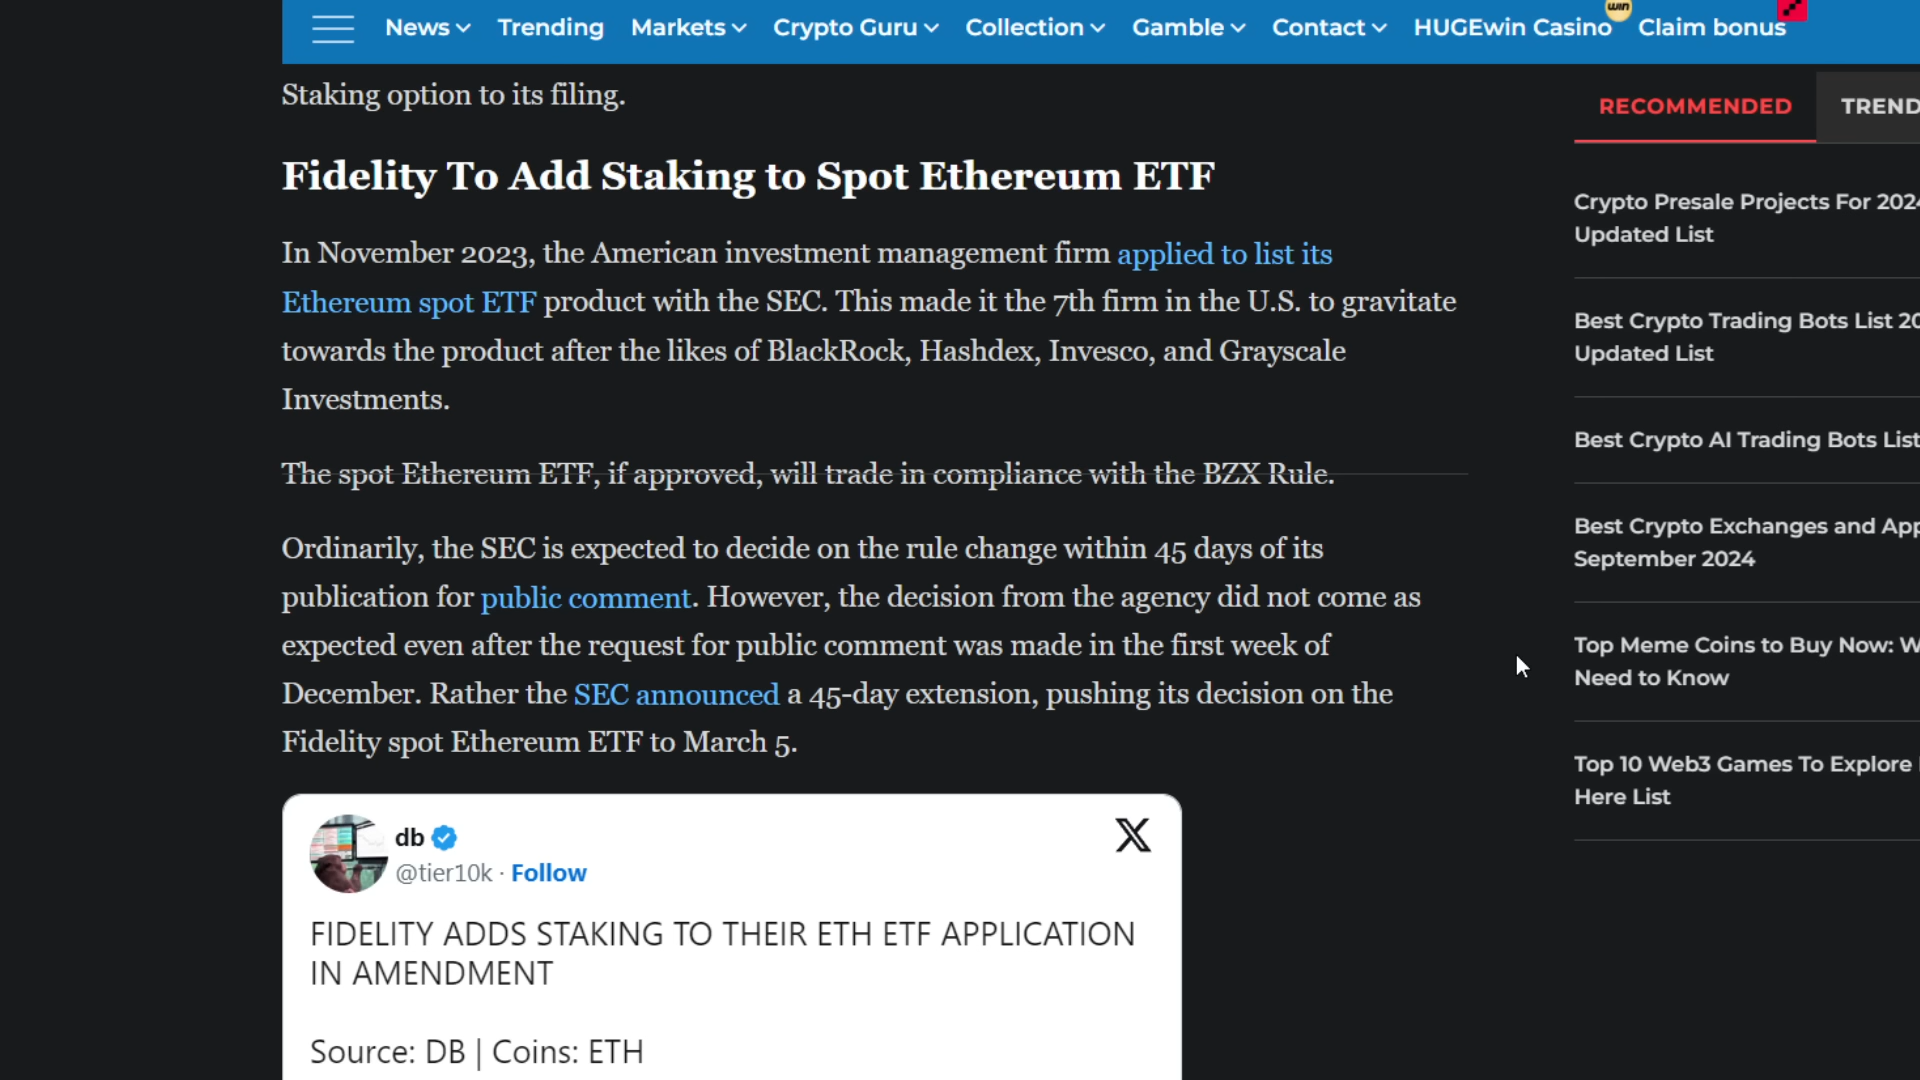 News Trending Markets Crypto Guru Collection Gamble Contact HUGEwin Casino win Claim bonus
Staking option to its filing.
Fidelity To Add Staking to Spot Ethereum ETF
In November 2023, the American investment management firm applied to list its
Ethereum spot ETF product with the SEC. This made it the 7th firm in the U.S. to gravitate
towards the product after the likes of BlackRock, Hashdex, Invesco, and Grayscale
Investments.
The spot Ethereum ETF, if approved, will trade in compliance with the BZX Rule.
Ordinarily, the SEC is expected to decide on the rule change within 45 days of its
publication for public comment. However, the decision from the agency did not come as
expected even after the request for public comment was made in the first week of
December. Rather the SEC announced a 45-day extension, pushing its decision on the
Fidelity spot Ethereum ETF to March 5.
db
@tier10k · Follow
X
FIDELITY ADDS STAKING TO THEIR ETH ETF APPLICATION
IN AMENDMENT
Source: DB | Coins: ETH
RECOMMENDED TREND
Crypto Presale Projects For 2024
Updated List
Best Crypto Trading Bots List 20
Updated List
Best Crypto AI Trading Bots List
Best Crypto Exchanges and App
September 2024
Top Meme Coins to Buy Now: W
Need to Know
Top 10 Web3 Games To Explore
Here List